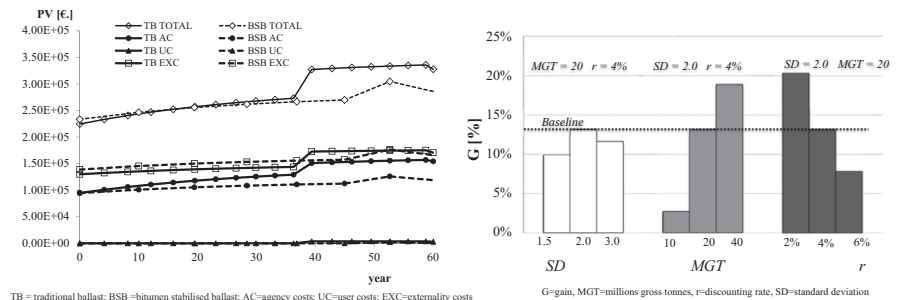 PV [€.]
TB TOTAL BSB TOTAL
TB AC BSB AC
TB UC BSB UC
TB EXC BSB EXC
4.00E+05
3.50E+05
3.00E+05
2.50E+05
2.00E+05
1.50E+05
1.00E+05
5.00E+04
0.00E+00
0 10 20 30 40 50 60
year
TB = traditional ballast; BSB =bitumen stabilised ballast; AC=agency costs; UC=user costs; EXC=externality costs
G [%]
25%
20%
15%
10%
5%
0%
MGT = 20 r = 4% SD = 2.0 r = 4% SD = 2.0 MGT = 20
Baseline
1.5 2.0 3.0 10 20 40 2% 4% 6%
SD MGT r
G=gain, MGT=millions gross tonnes, r=discounting rate, SD=standard deviation